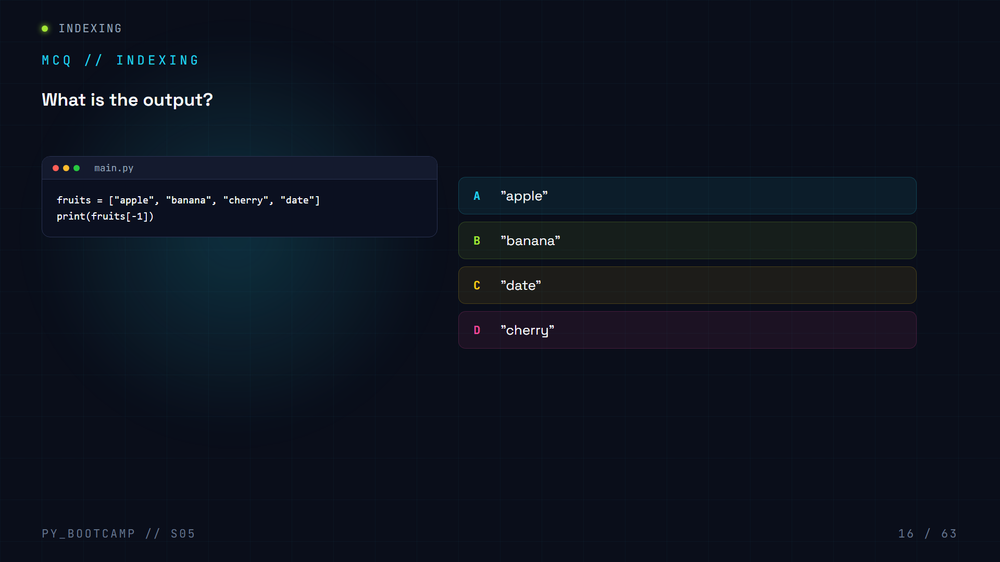 INDEXING
MCQ // INDEXING
What is the output?
main.py
fruits = ["apple", "banana", "cherry", "date"]
print(fruits[-1])
A ”apple”
B ”banana”
C ”date”
D ”cherry”
PY_BOOTCAMP // S05
16 / 63